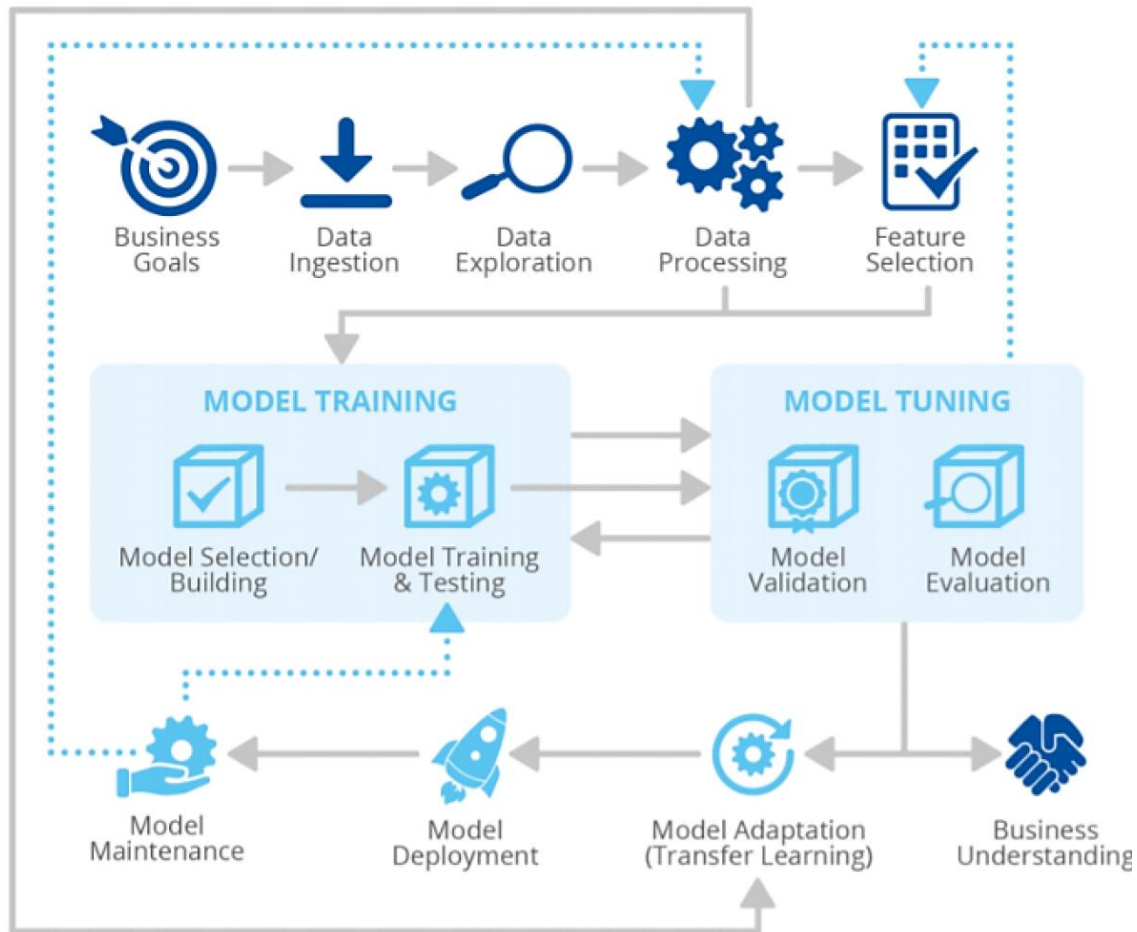 Business
Goals
Data
Ingestion
Data
Exploration
Data
Processing
Feature
Selection
MODEL TRAINING
Model Selection/
Building
Model Training
& Testing
MODEL TUNING
Model
Validation
Model
Evaluation
Model
Maintenance
Model
Deployment
Model Adaptation
(Transfer Learning)
Business
Understanding